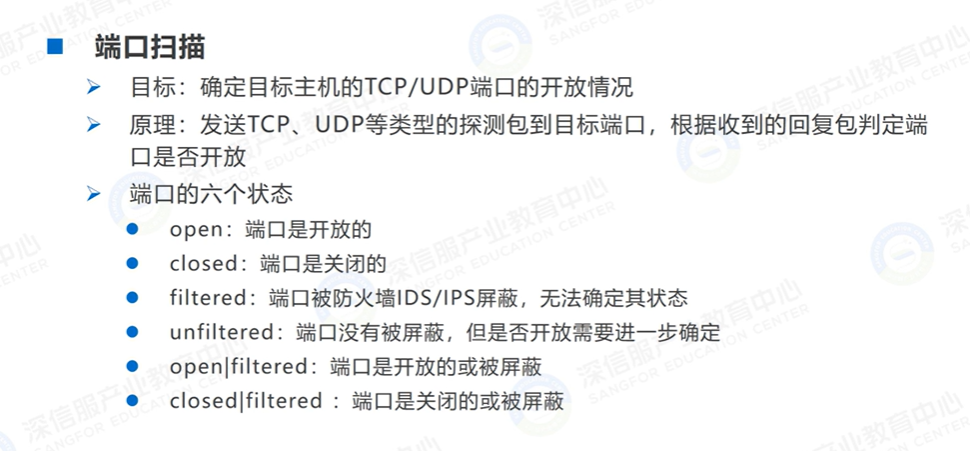 端口扫描
目标：确定目标主机的TCP/UDP端口的开放情况
原理：发送TCP、UDP等类型的探测包到目标端口，根据收到的回复包判定端
口是否开放
端口的六个状态
open：端口是开放的
closed：端口是关闭的
filtered：端口被防火墙IDS/IPS屏蔽，无法确定其状态
unfiltered：端口没有被屏蔽，但是否开放需要进一步确定
open|filtered：端口是开放的或被屏蔽
closed|filtered ：端口是关闭的或被屏蔽
深信服产业教育中心
SANGFOR EDUCATION CENTER